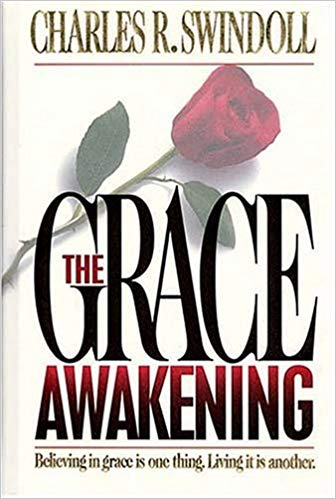 CHARLES R. SWINDOLL
THE
GRACE
AWAKENING
Believing in grace is one thing. Living it is another.